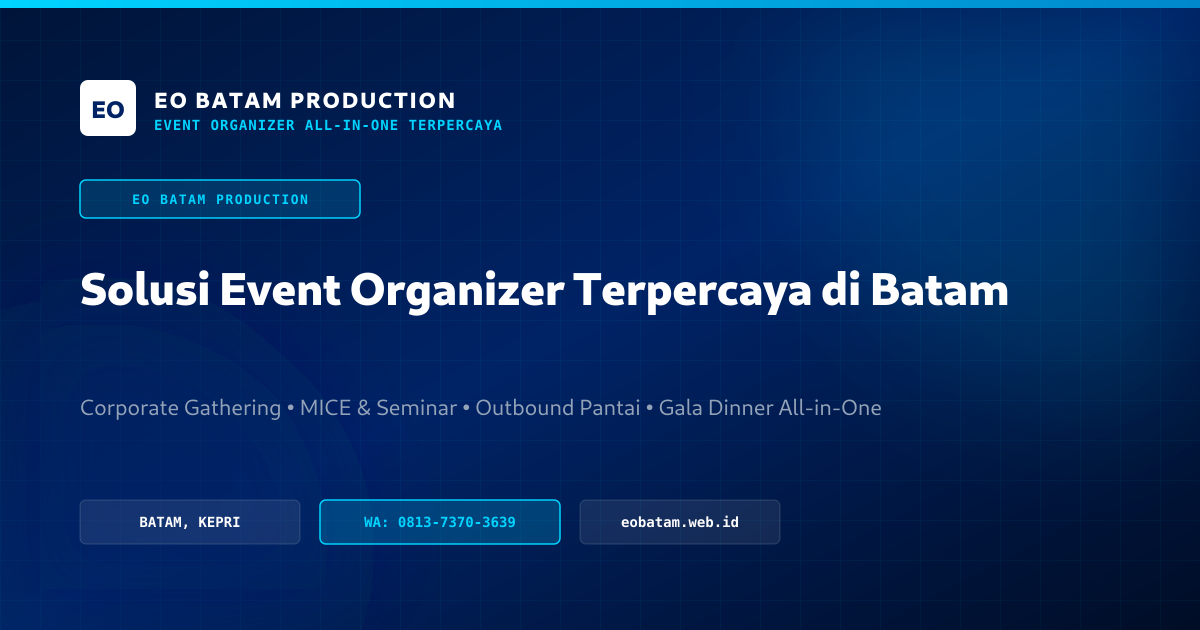 EO
EO BATAM PRODUCTION
EVENT ORGANIZER ALL-IN-ONE TERPERCAYA
EO BATAM PRODUCTION
Solusi Event Organizer Terpercaya di Batam
Corporate Gathering • MICE & Seminar • Outbound Pantai • Gala Dinner All-in-One
BATAM, KEPRI
WA: 0813-7370-3639
eobatam.web.id